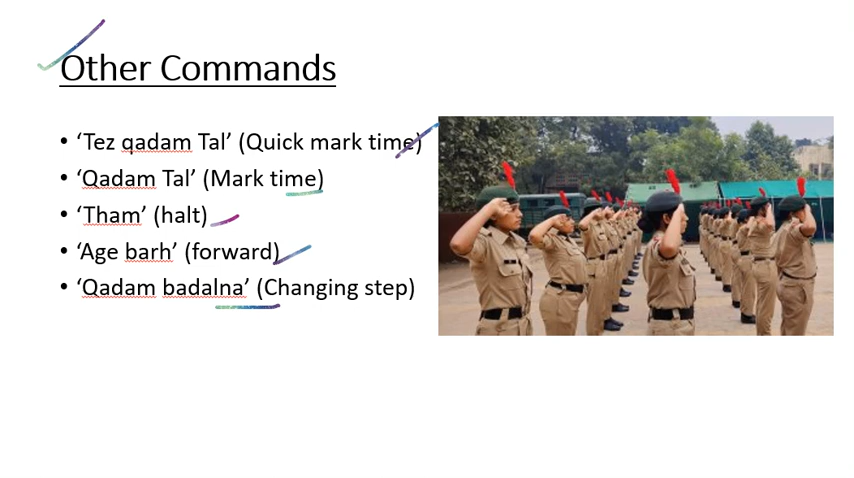 Other Commands
• ‘Tez qadam Tal’ (Quick mark time)
• ‘Qadam Tal’ (Mark time)
• ‘Tham’ (halt)
• ‘Age barh’ (forward)
• ‘Qadam badalna’ (Changing step)